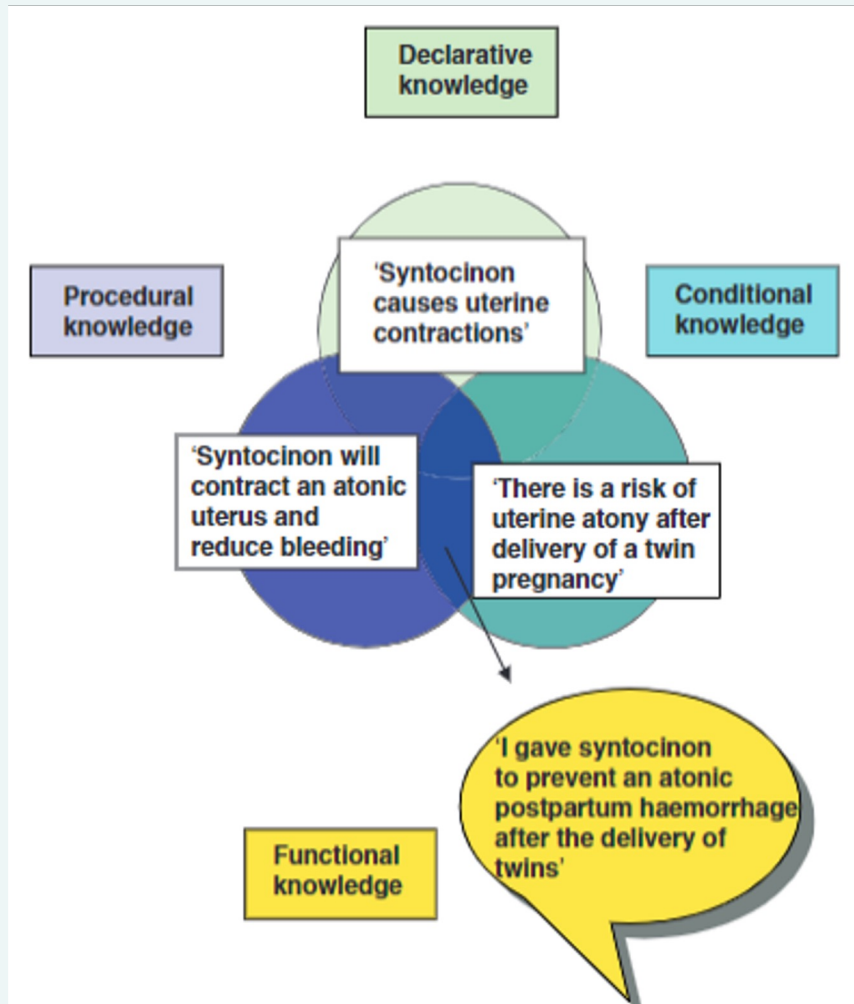 Declarative
knowledge
Procedural
knowledge
‘Syntocinon
causes uterine
contractions’
Conditional
knowledge
‘Syntocinon will
contract an atonic
uterus and
reduce bleeding’
‘There is a risk of
uterine atony after
delivery of a twin
pregnancy’
‘I gave syntocinon
to prevent an atonic
postpartum haemorrhage
after the delivery of
twins’
Functional
knowledge